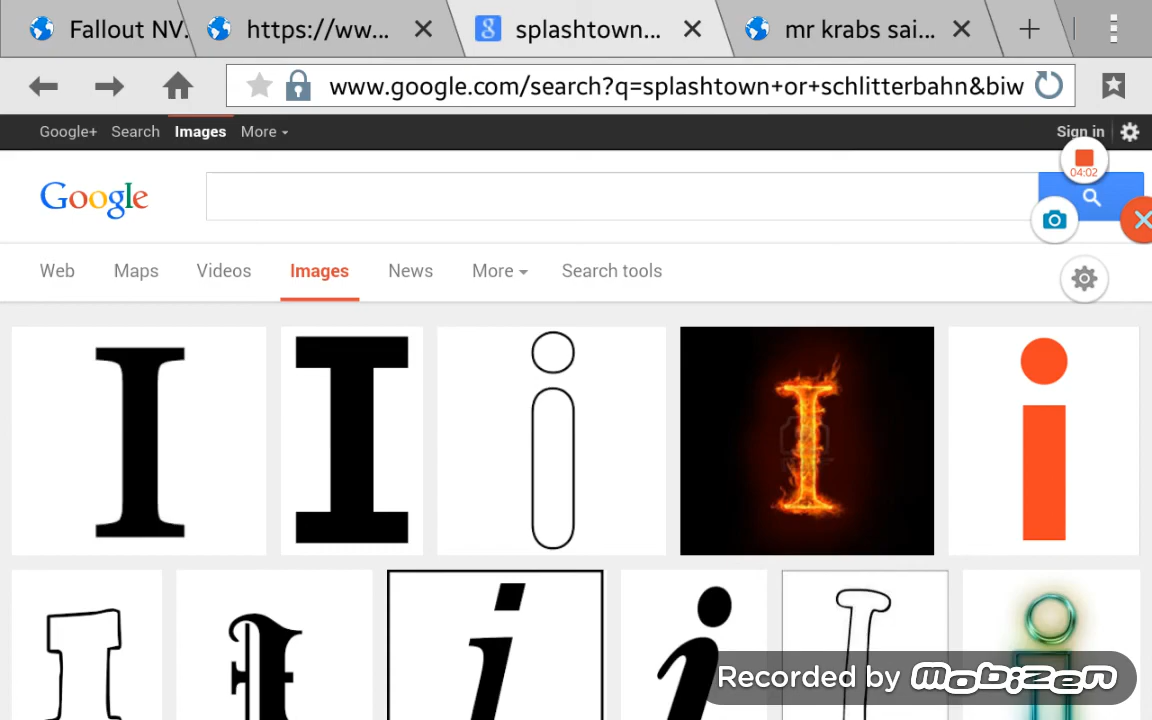 Fallout NV.
https://ww...
splashtown...
mr krabs sai...
www.google.com/search?q=splashtown+or+schlitterbahn&biw
Google+ Search Images More
Sign in
04:02
Google
Web Maps Videos Images News More Search tools
I I i I i
I I i i I i
Recorded by mobizen